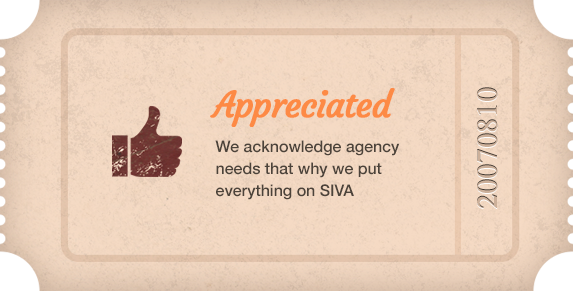 Appreciated
We acknowledge agency
needs that why we put
everything on SIVA
20070810